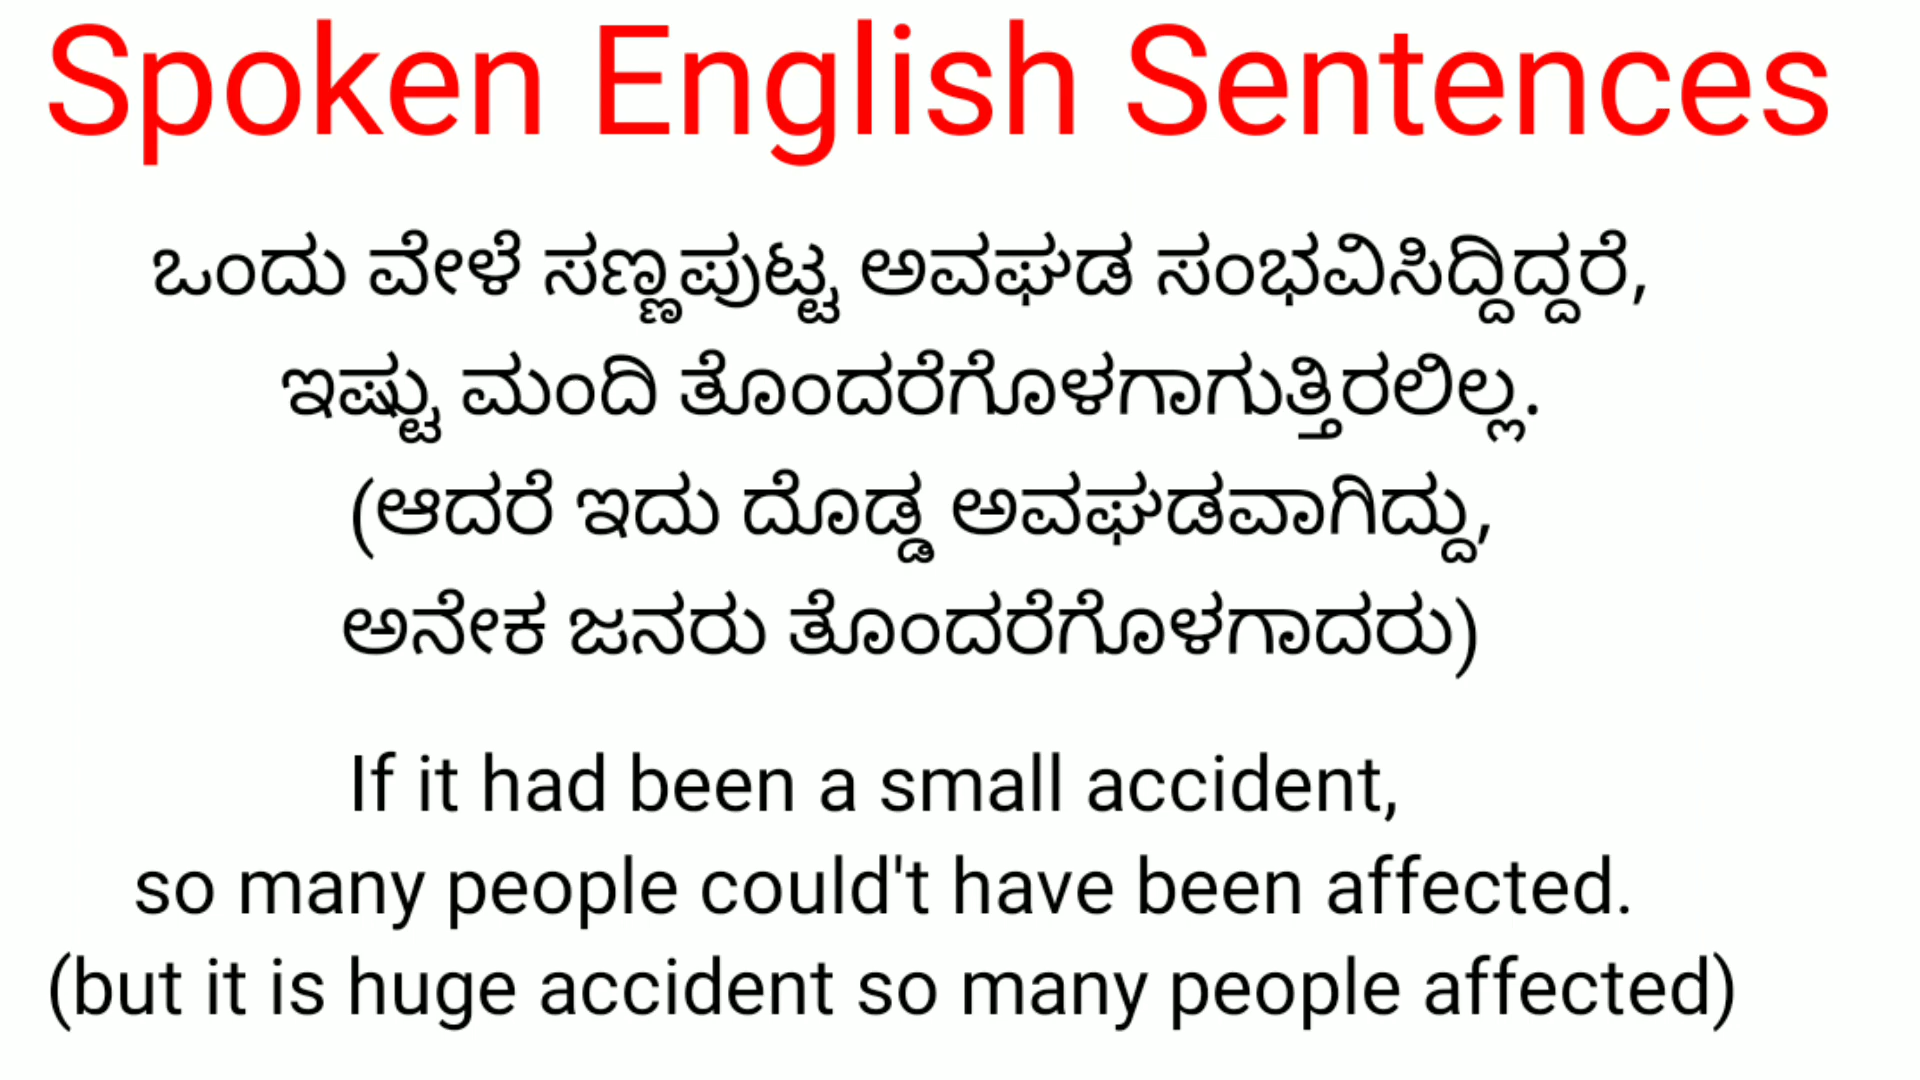 Spoken English Sentences
ಒಂದು ವೇಳೆ ಸಣ್ಣಪುಟ್ಟ ಅವಘಡ ಸಂಭವಿಸಿದ್ದಿದ್ದರೆ,
ಇಷ್ಟು ಮಂದಿ ತೊಂದರೆಗೊಳಗಾಗುತ್ತಿರಲಿಲ್ಲ.
(ಆದರೆ ಇದು ದೊಡ್ಡ ಅವಘಡವಾಗಿದ್ದು,
ಅನೇಕ ಜನರು ತೊಂದರೆಗೊಳಗಾದರು)
If it had been a small accident,
so many people could't have been affected.
(but it is huge accident so many people affected)